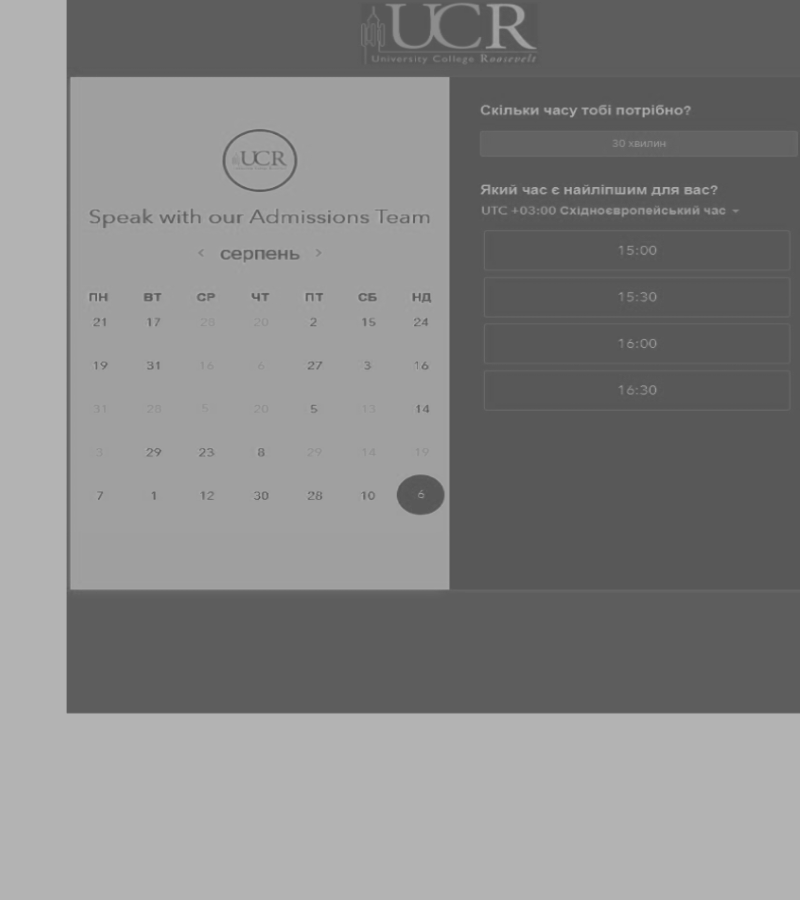 UCR
University College Roosevelt
UCR
Speak with our Admissions Team
‹ серпень ›
ПН ВТ СР ЧТ ПТ СБ НД
21 17 28 20 2 15 24
19 31 16 6 27 3 16
31 28 5 20 5 13 14
3 29 23 8 29 14 19
7 1 12 30 28 10 6
Скільки часу тобі потрібно?
30 хвилин
Який час є найліпшим для вас?
UTC +03:00 Східноєвропейський час
15:00
15:30
16:00
16:30